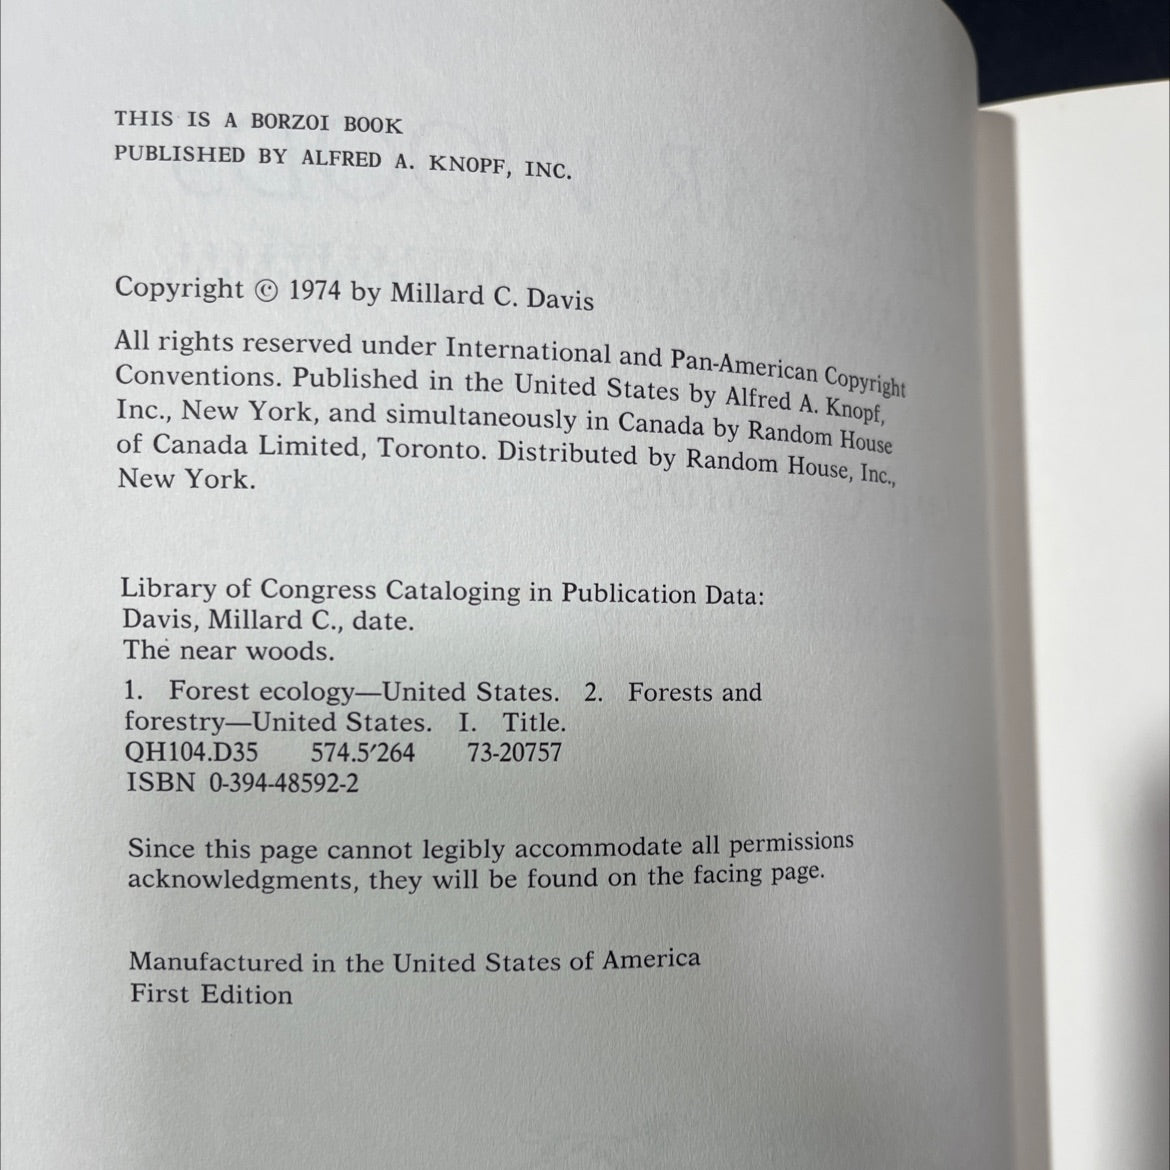 THIS IS A BORZOI BOOK
PUBLISHED BY ALFRED A. KNOPF, INC.
Copyright © 1974 by Millard C. Davis
All rights reserved under International and Pan-American Copyright
Conventions. Published in the United States by Alfred A. Knopf,
Inc., New York, and simultaneously in Canada by Random House
of Canada Limited, Toronto. Distributed by Random House, Inc.,
New York.
Library of Congress Cataloging in Publication Data:
Davis, Millard C., date.
The near woods.
1. Forest ecology—United States. 2. Forests and
forestry—United States. I. Title.
QH104.D35 574.5′264 73-20757
ISBN 0-394-48592-2
Since this page cannot legibly accommodate all permissions
acknowledgments, they will be found on the facing page.
Manufactured in the United States of America
First Edition